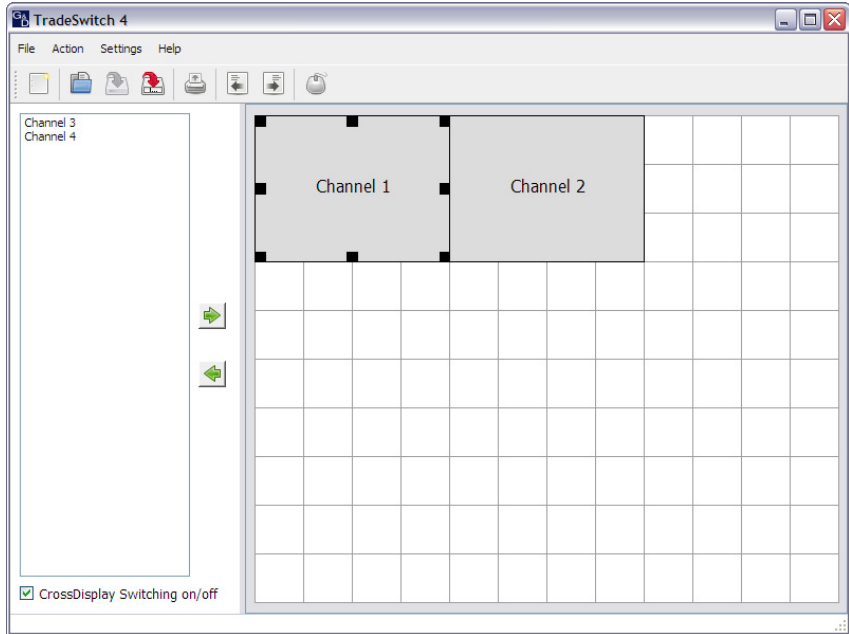 TradeSwitch 4
File Action Settings Help
Channel 3
Channel 4
Channel 1 Channel 2
CrossDisplay Switching on/off